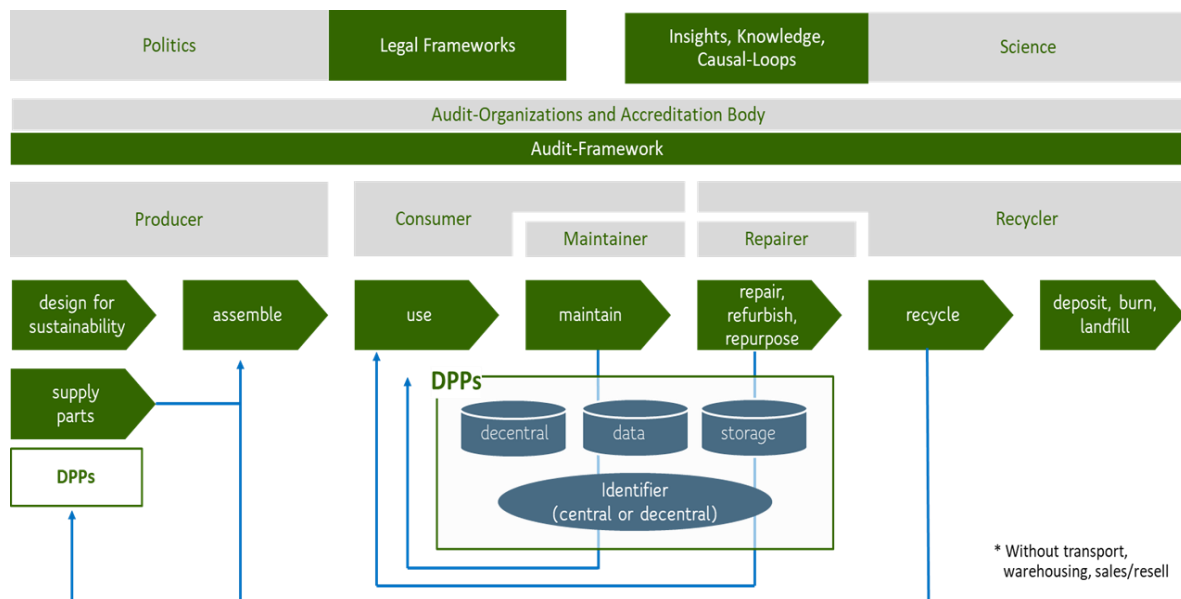 Politics
Legal Frameworks
Insights, Knowledge,
Causal-Loops
Science
Audit-Organizations and Accreditation Body
Audit-Framework
Producer
Consumer
Maintainer
Repairer
Recycler
design for
sustainability
assemble
use
maintain
repair,
refurbish,
repurpose
recycle
deposit, burn,
landfill
supply
parts
DPPs
DPPs
decentral
data
storage
Identifier
(central or decentral)
* Without transport,
warehousing, sales/resell